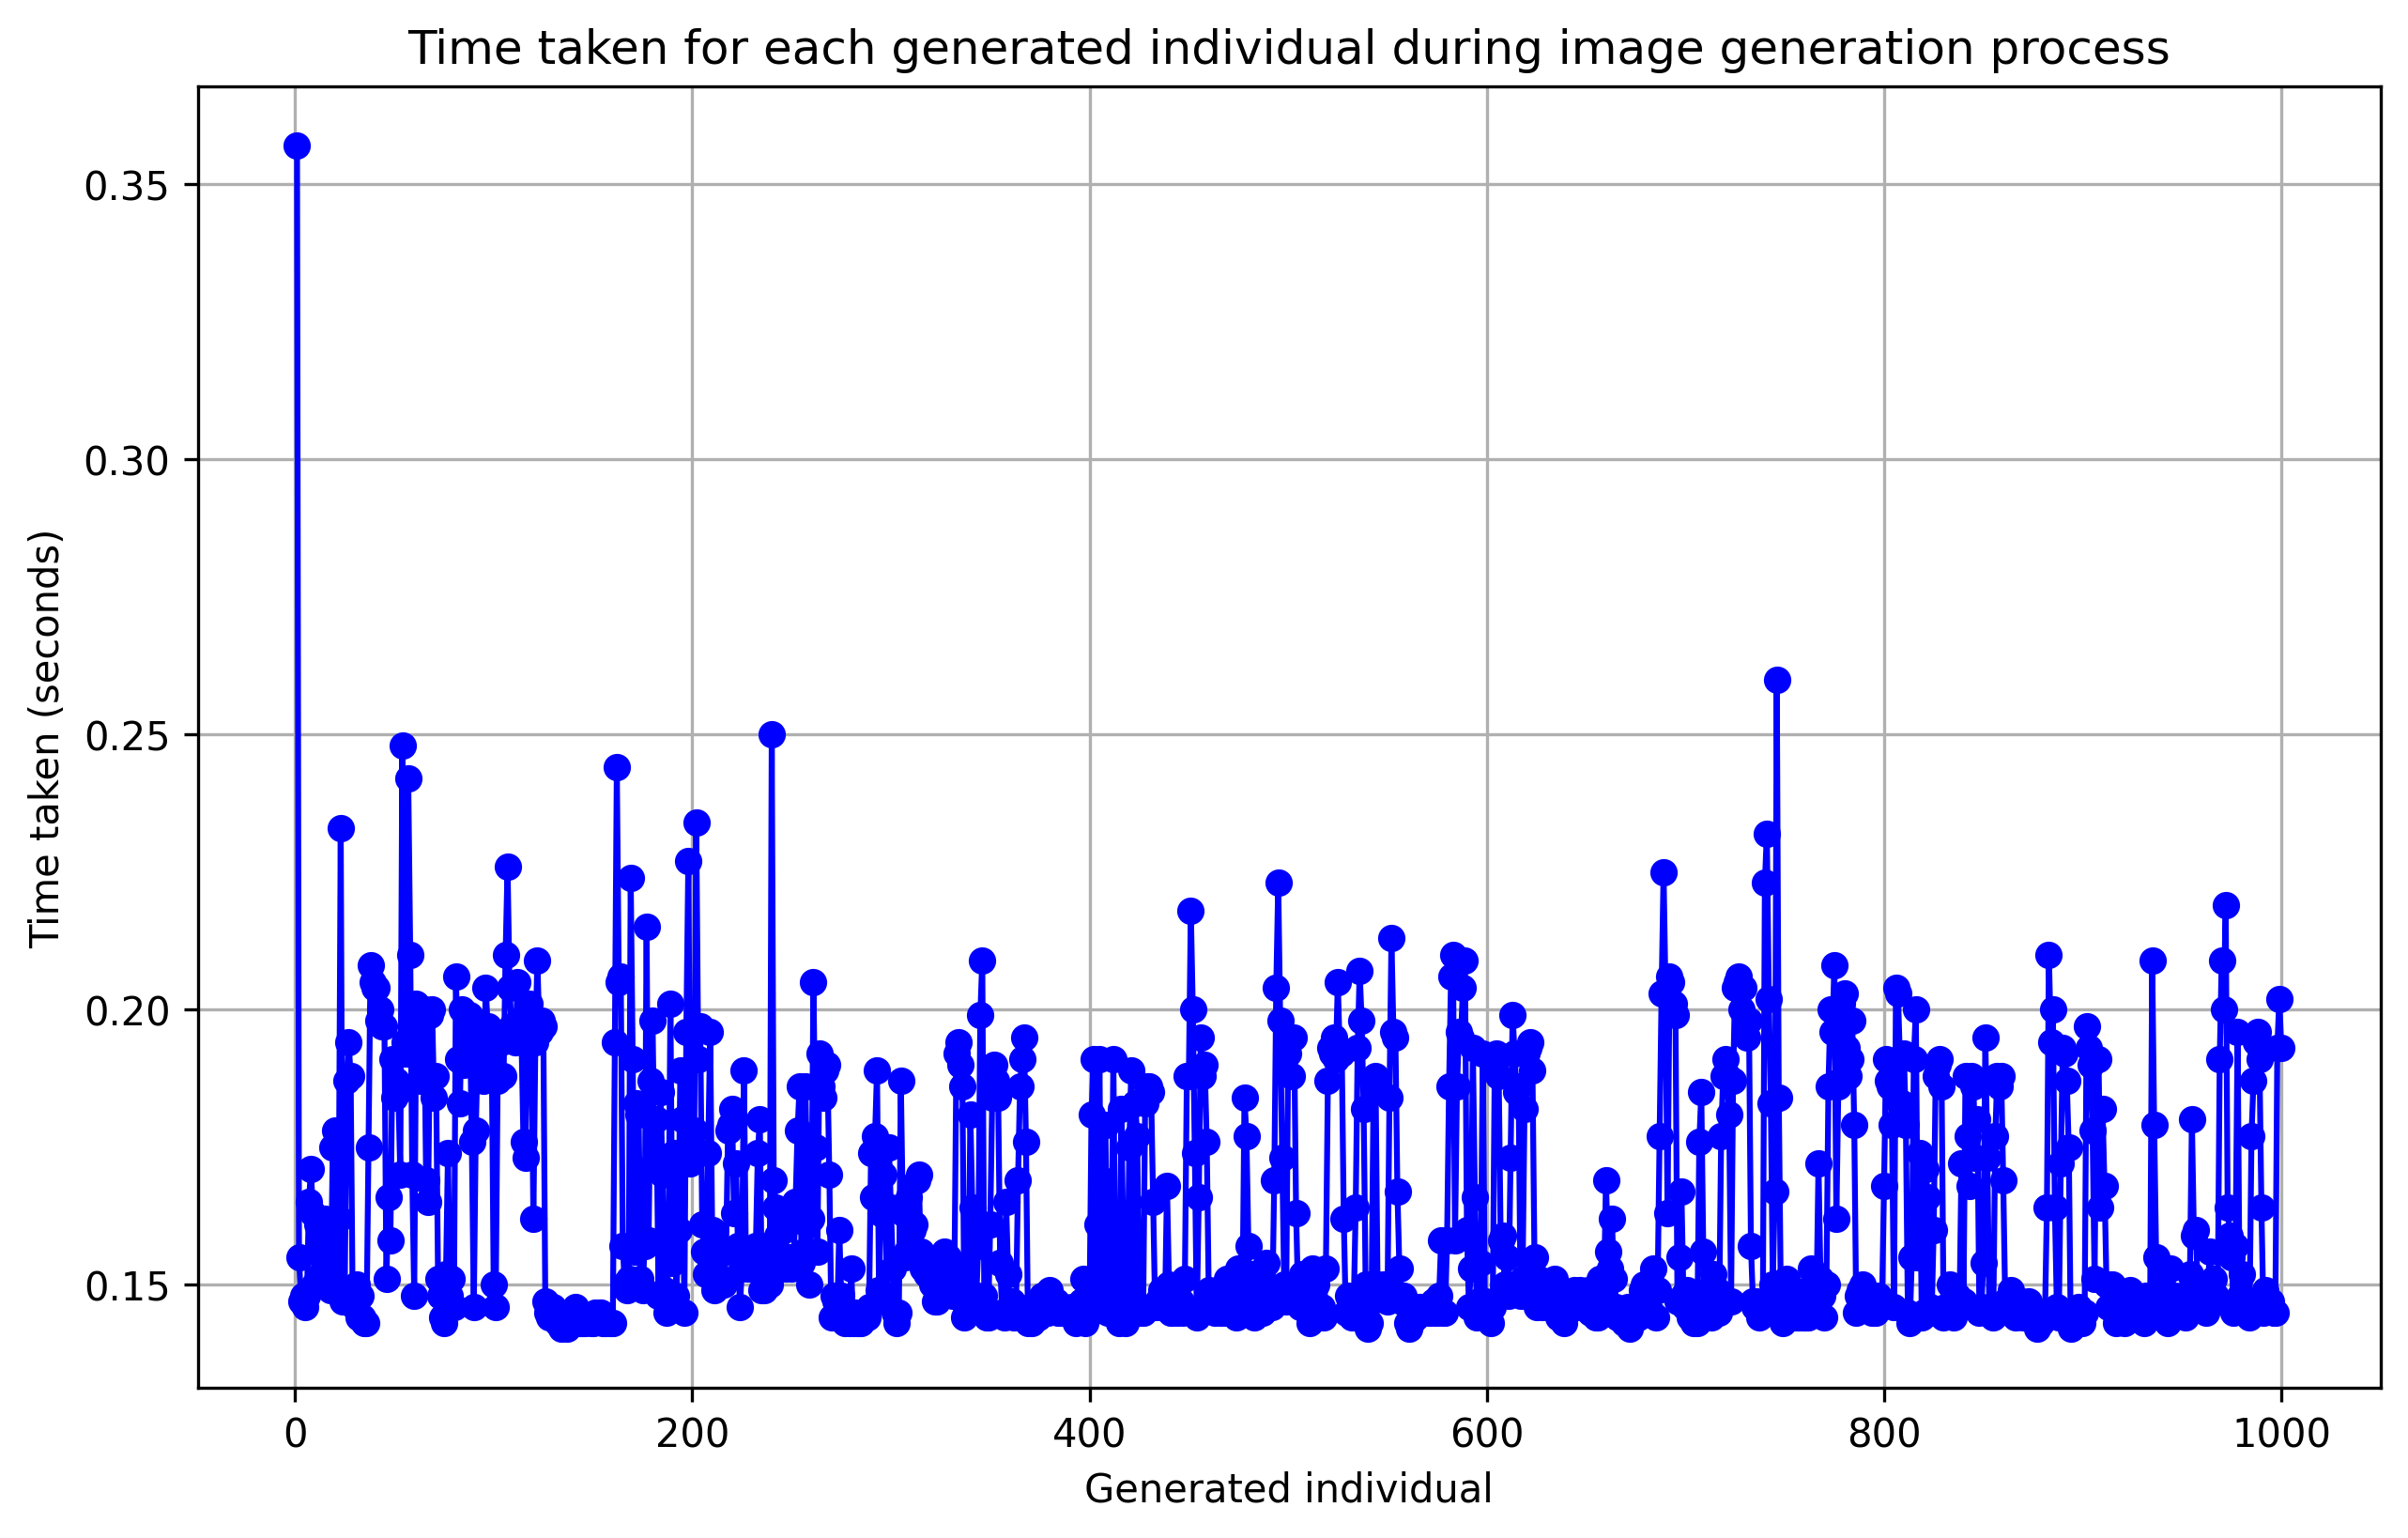 Time taken for each generated individual during image generation process
Time taken (seconds)
0.35
0.30
0.25
0.20
0.15
0 200 400 600 800 1000
Generated individual